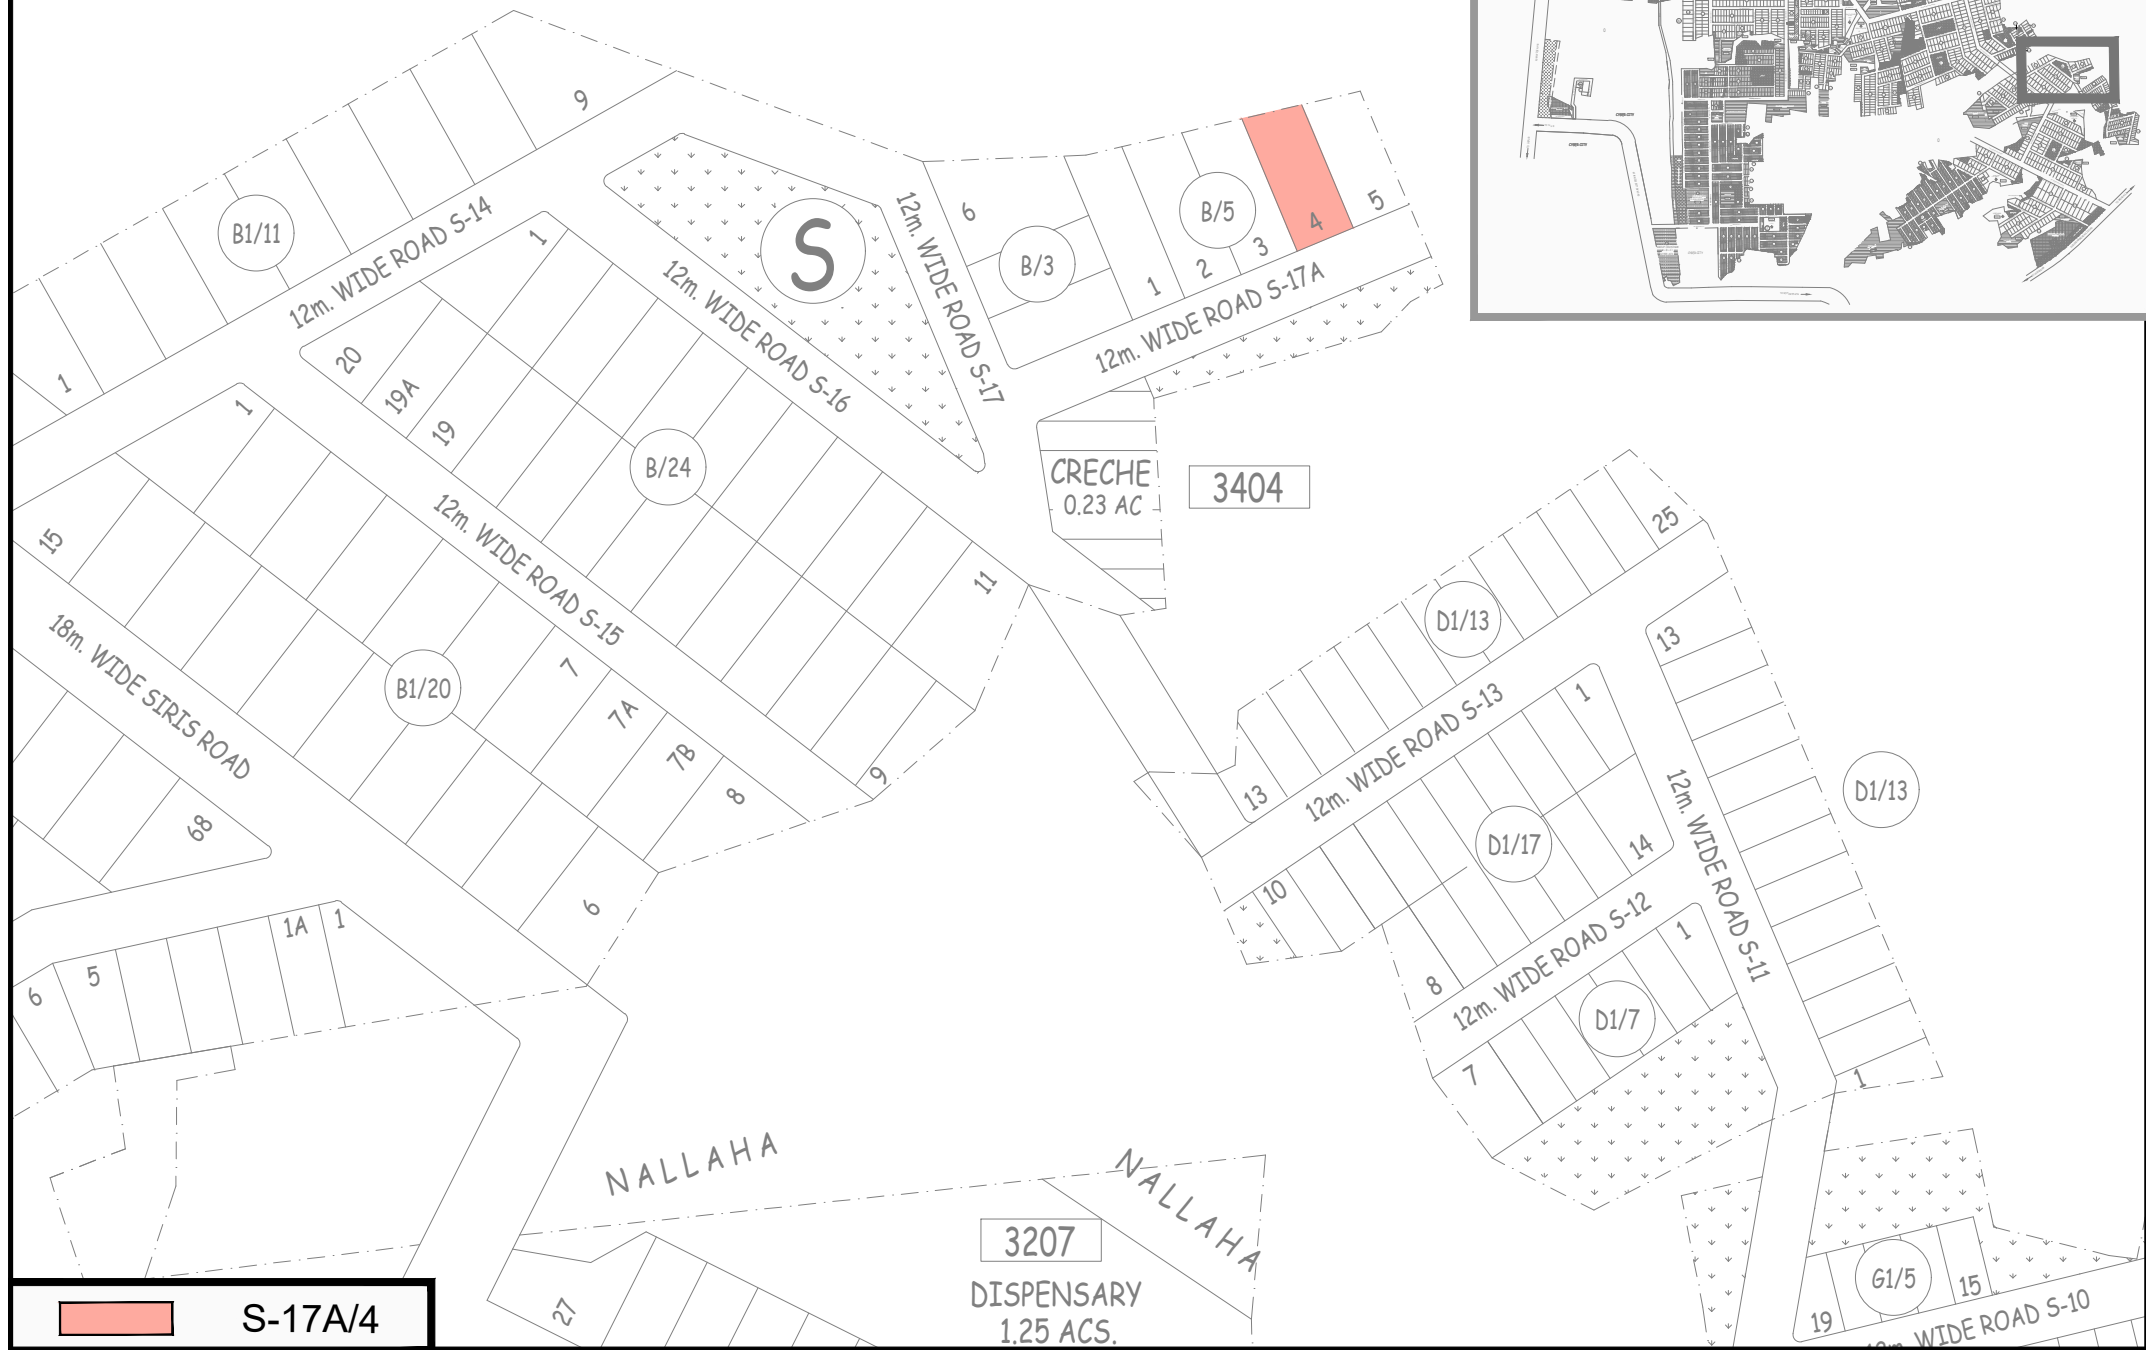 9
B1/11
12m. WIDE ROAD S-14
1
S
12m. WIDE ROAD S-17
6
B/3
B/5
1
2
3
4
5
12m. WIDE ROAD S-17A
1
12m. WIDE ROAD S-16
20
19A
19
B/24
11
9
CRECHE
0.23 AC
3404
1
12m. WIDE ROAD S-15
15
B1/20
7
7A
7B
8
6
18m. WIDE SIRIS ROAD
68
1A
1
5
6
25
D1/13
13
12m. WIDE ROAD S-13
13
1
D1/17
14
10
8
12m. WIDE ROAD S-11
D1/13
12m. WIDE ROAD S-12
1
D1/7
7
1
NALLAHA
NALLAHA
3207
DISPENSARY
1.25 ACS.
27
G1/5
15
19
WIDE ROAD S-10
S-17A/4